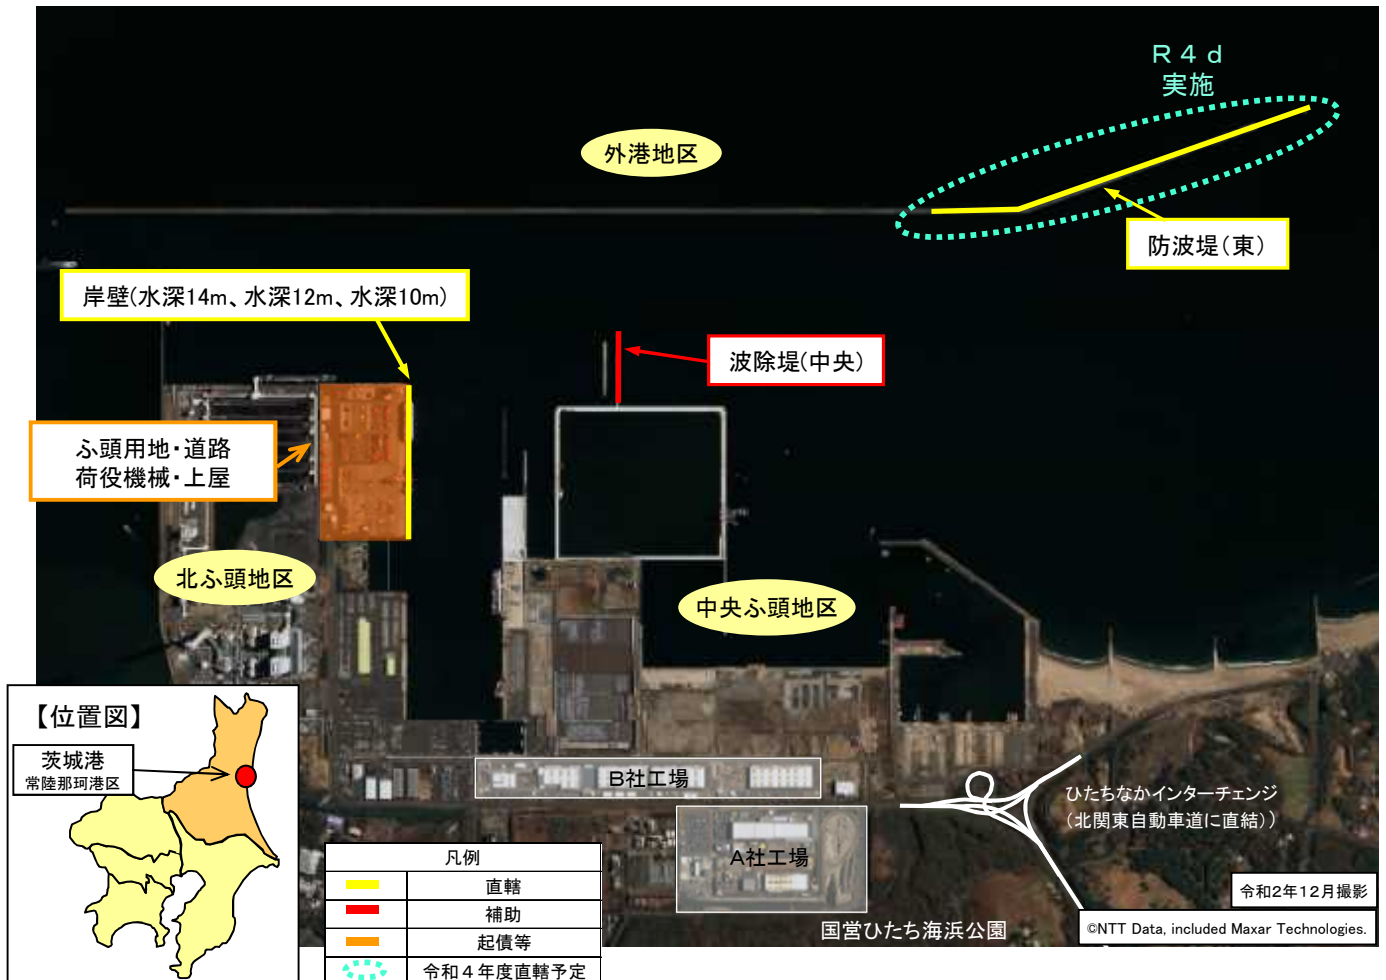 R4d
実施
外港地区
防波堤(東)
岸壁(水深14m、水深12m、水深10m)
波除堤(中央)
ふ頭用地・道路
荷役機械・上屋
北ふ頭地区
中央ふ頭地区
【位置図】
茨城港
常陸那珂港区
B社工場
ひたちなかインターチェンジ
(北関東自動車道に直結))
A社工場
凡例
直轄
補助
起債等
令和4年度直轄予定
国営ひたち海浜公園
令和2年12月撮影
©NTT Data, included Maxar Technologies.